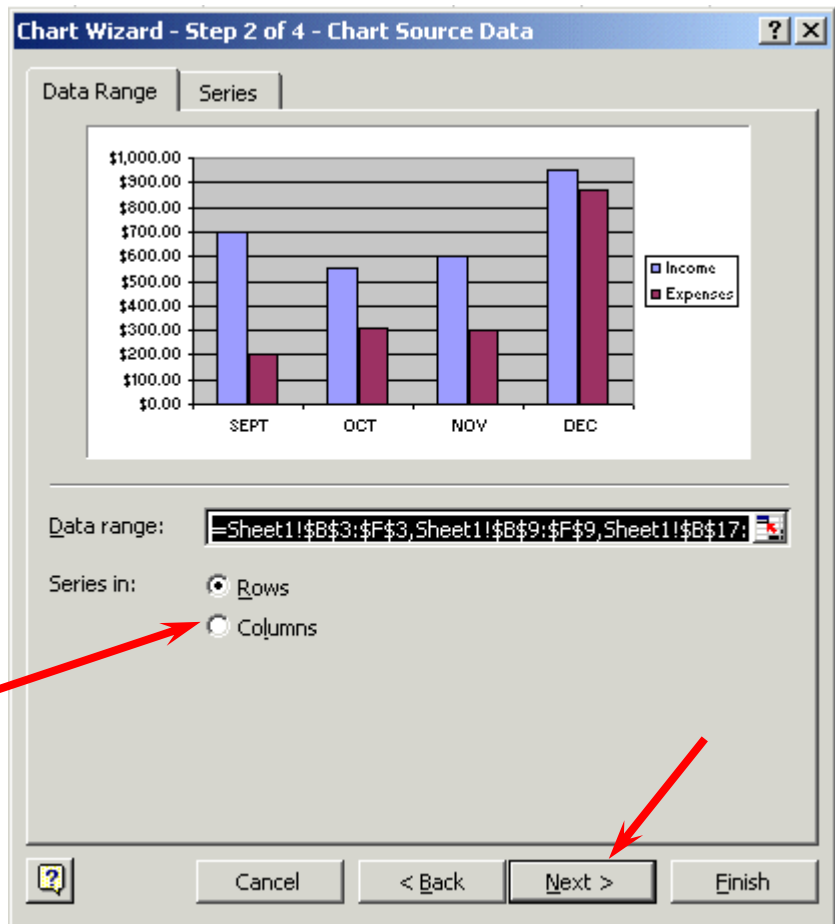 Chart Wizard - Step 2 of 4 - Chart Source Data ? X
Data Range Series
$1,000.00
$900.00
$800.00
$700.00
$600.00
$500.00
$400.00
$300.00
$200.00
$100.00
$0.00
SEPT OCT NOV DEC
Income
Expenses
Data range: =Sheet1!$B$3:$F$3,Sheet1!$B$9:$F$9,Sheet1!$B$17:
Series in: Rows
Columns
? Cancel < Back Next > Finish